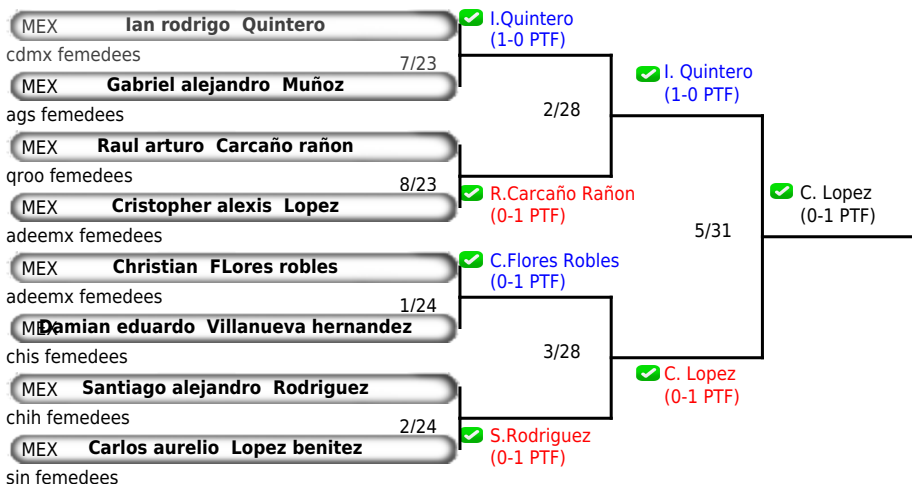 MEX Ian rodrigo Quintero
cdmx femedees
7/23
MEX Gabriel alejandro Muñoz
ags femedees
MEX Raul arturo Carcaño rañon
qroo femedees
8/23
MEX Cristopher alexis Lopez
adeemx femedees
MEX Christian FLores robles
adeemx femedees
1/24
MEX Damian eduardo Villanueva hernandez
chis femedees
MEX Santiago alejandro Rodriguez
chih femedees
2/24
MEX Carlos aurelio Lopez benitez
sin femedees
I.Quintero
(1-0 PTF)
2/28
R.Carcaño Rañon
(0-1 PTF)
C.Flores Robles
(0-1 PTF)
3/28
S.Rodriguez
(0-1 PTF)
I. Quintero
(1-0 PTF)
5/31
C. Lopez
(0-1 PTF)
C. Lopez
(0-1 PTF)